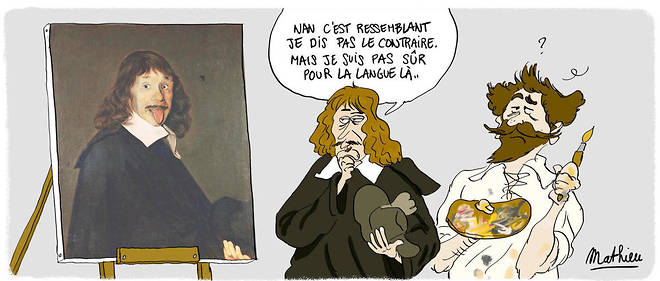 NAN C'EST RESSEMBLANT
JE DIS PAS LE CONTRAIRE.
MAIS JE SUIS PAS SÛR
POUR LA LANGUE LÀ..
?
Mathieu